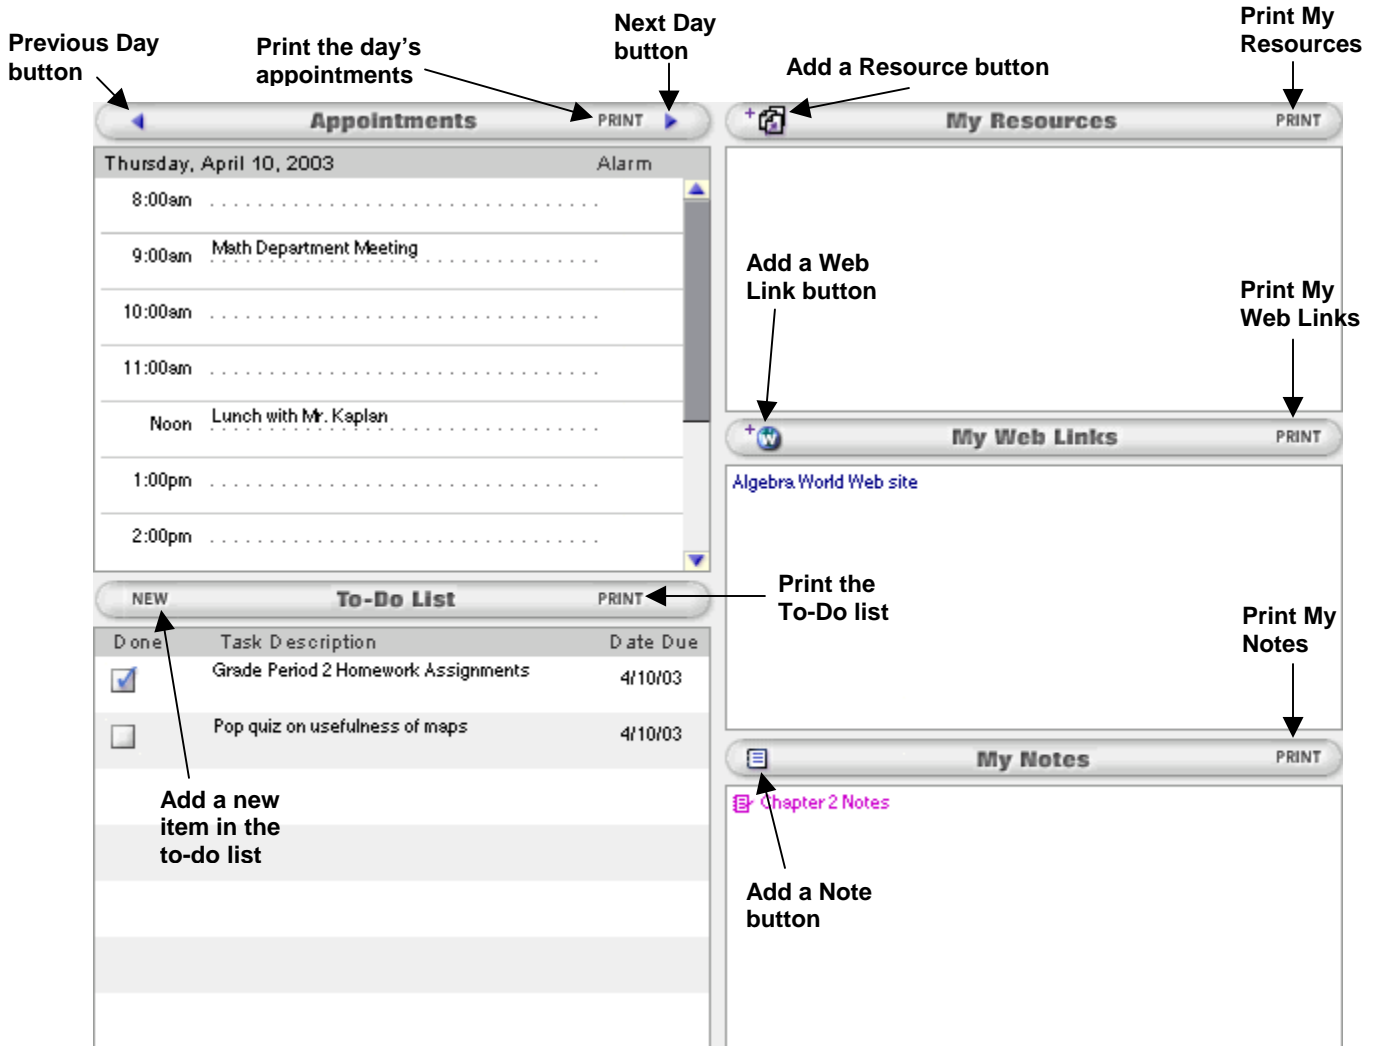 Previous Day
button
Print the day's
appointments
Next Day
button
Add a Resource button
Print My
Resources
Appointments
PRINT
My Resources
PRINT
Thursday, April 10, 2003
Alarm
8:00am
9:00am
Math Department Meeting
10:00am
11:00am
Noon
Lunch with Mr. Kaplan
1:00pm
2:00pm
Add a Web
Link button
Print My
Web Links
+
W
My Web Links
PRINT
Algebra World Web site
NEW
To-Do List
PRINT
Print the
To-Do list
Done
Task Description
Date Due
Grade Period 2 Homework Assignments
4/10/03
Pop quiz on usefulness of maps
4/10/03
Add a new
item in the
to-do list
Print My
Notes
My Notes
PRINT
Chapter 2 Notes
Add a Note
button